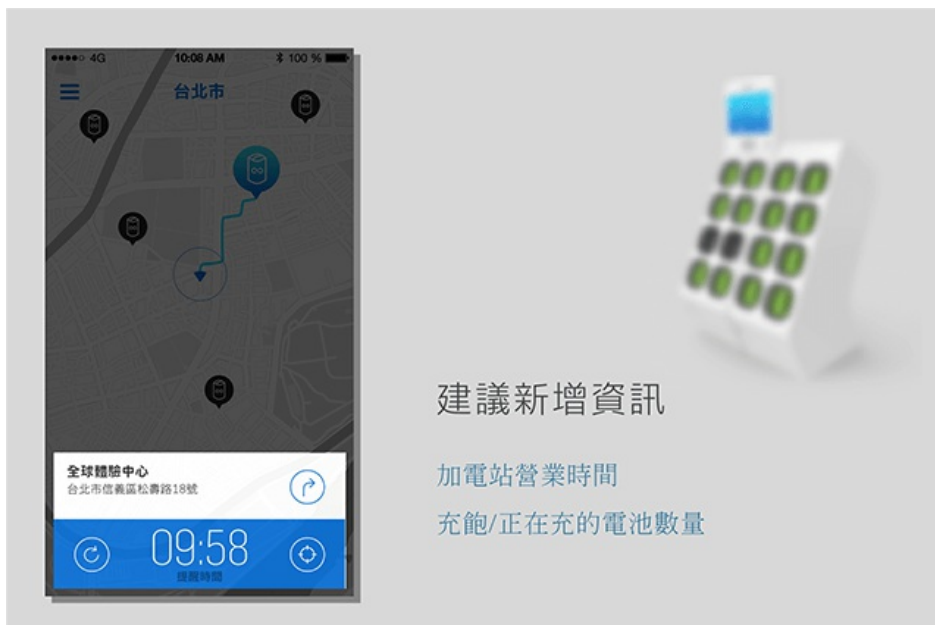 4G 10:08 AM 100 %
台北市
全球體驗中心
台北市信義區松壽路18號
09:58
提醒時間
建議新增資訊
加電站營業時間
充飽/正在充的電池數量